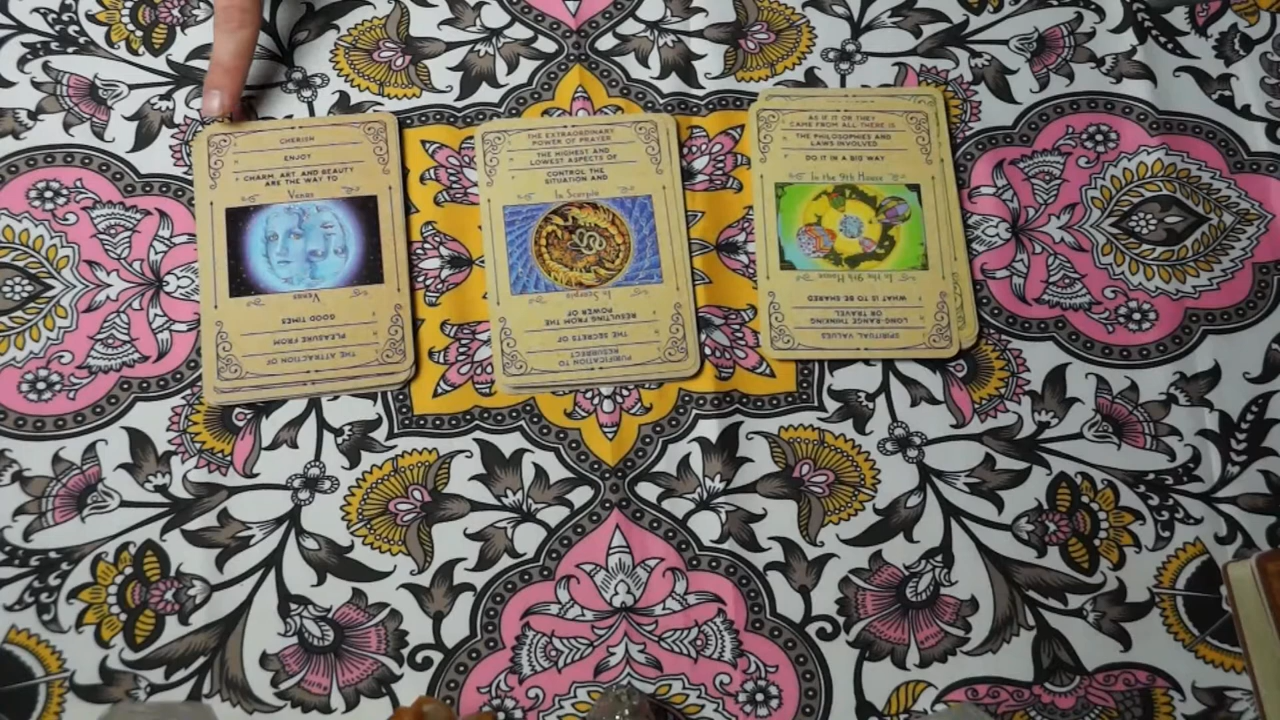 CHERISH
ENJOY
CHARM, ART, AND BEAUTY
ARE THE WAY TO
Venus
Venus
GOOD TIMES
PLEASURE FROM
THE ATTRACTION OF
THE EXTRAORDINARY
POWER OF PRAYER
THE HIGHEST AND
LOWEST ASPECTS OF
CONTROL THE
SITUATION AND
In Scorpio
In Scorpio
RESULTING FROM THE
POWER OF
THE SECRETS OF
PURIFICATION TO
RESURRECT
AS IF IT OR THEY
CAME FROM ALL THERE IS
THE PHILOSOPHIES AND
LAWS INVOLVED
DO IT IN A BIG WAY
In the 9th House
In the 9th House
WHAT IS TO BE SHARED
LONG-RANGE THINKING
OR TRAVEL
SPIRITUAL VALUES